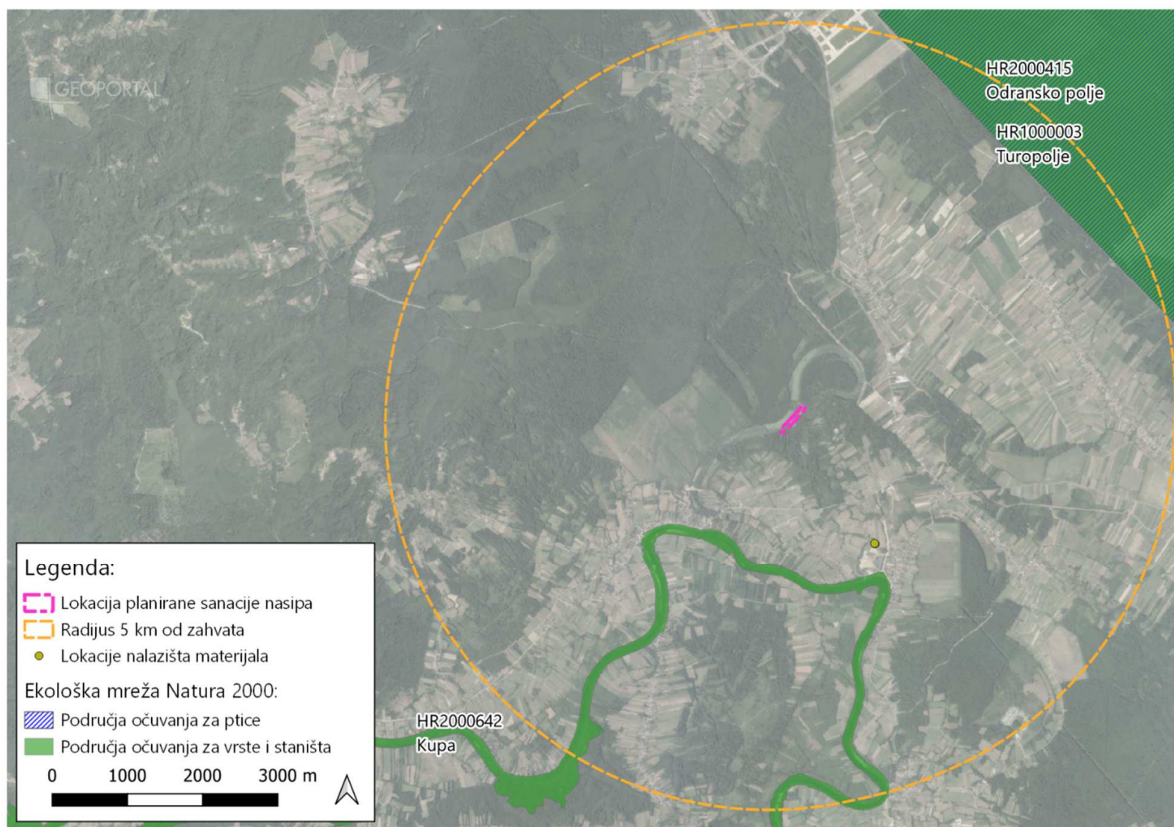 GEOPORTAL
HR2000415
Odransko polje
HR1000003
Turopolje
HR2000642
Kupa
Legenda:
Lokacija planirane sanacije nasipa
Radijus 5 km od zahvata
Lokacije nalazišta materijala
Ekološka mreža Natura 2000:
Područja očuvanja za ptice
Područja očuvanja za vrste i staništa
0 1000 2000 3000 m